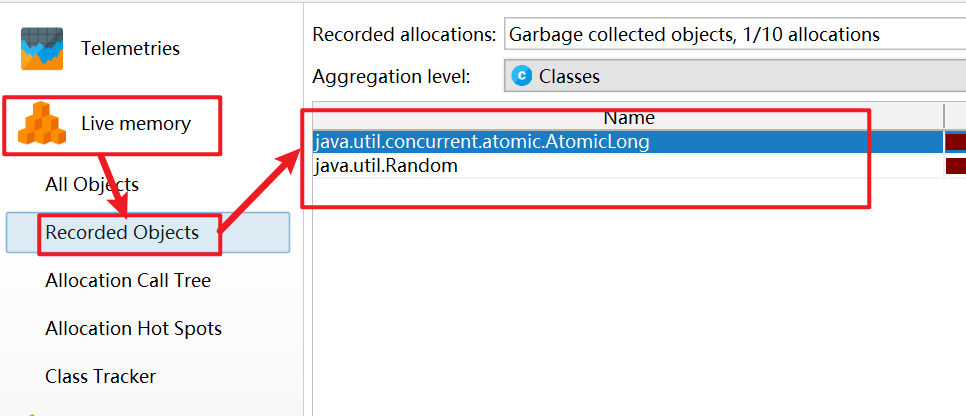 Telemetries
Live memory
All Objects
Recorded Objects
Allocation Call Tree
Allocation Hot Spots
Class Tracker
Recorded allocations: Garbage collected objects, 1/10 allocations
Aggregation level: c Classes
Name
java.util.concurrent.atomic.AtomicLong
java.util.Random